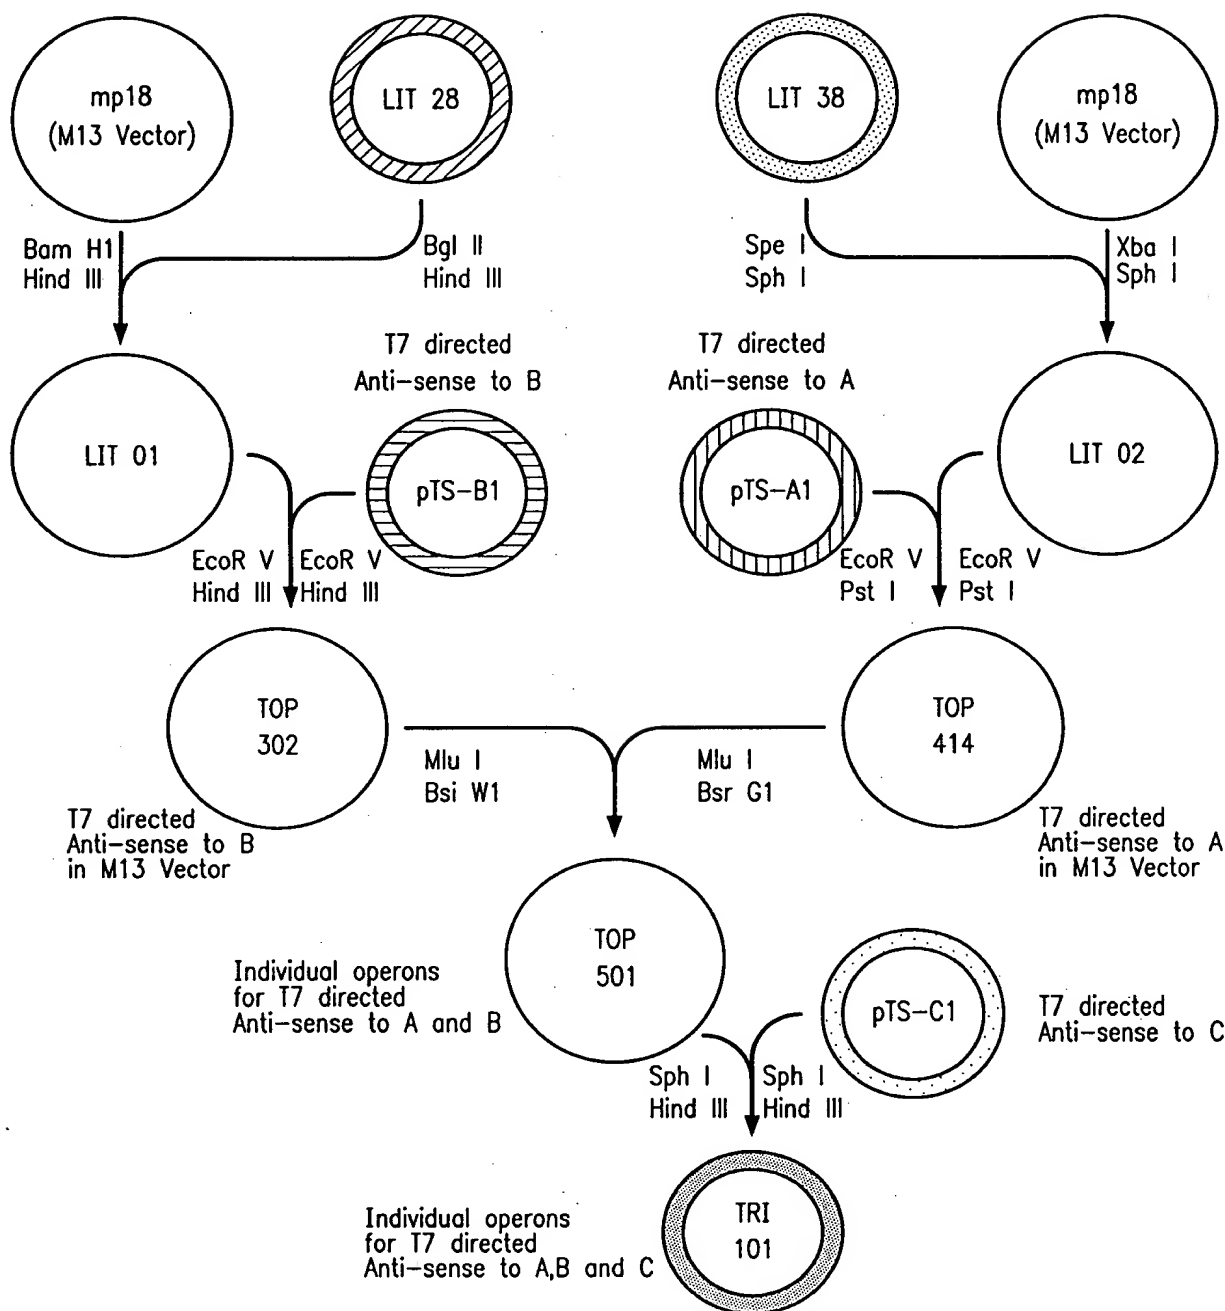 mp18
(M13 Vector)
LIT 28
LIT 38
mp18
(M13 Vector)
Bam H1
Hind III
Bgl II
Hind III
Spe I
Sph I
Xba I
Sph I
T7 directed
Anti-sense to B
T7 directed
Anti-sense to A
LIT 01
pTS-B1
pTS-A1
LIT 02
EcoR V
Hind III
EcoR V
Hind III
EcoR V
Pst I
EcoR V
Pst I
TOP
302
TOP
414
Mlu I
Bsi W1
Mlu I
Bsr G1
T7 directed
Anti-sense to B
in M13 Vector
T7 directed
Anti-sense to A
in M13 Vector
TOP
501
Individual operons
for T7 directed
Anti-sense to A and B
pTS-C1
T7 directed
Anti-sense to C
Sph I
Hind III
Sph I
Hind III
TRI
101
Individual operons
for T7 directed
Anti-sense to A,B and C